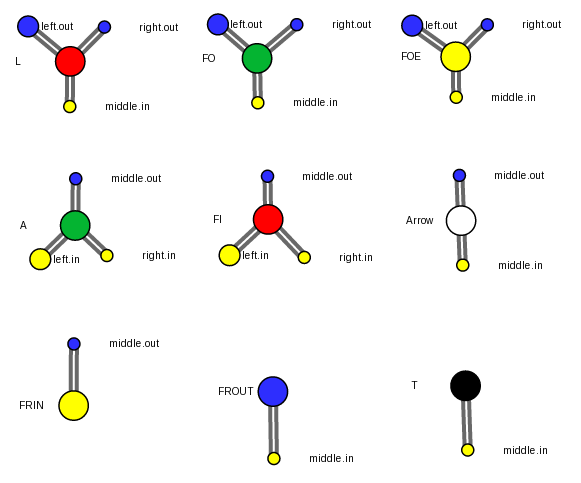 left.out right.out left.out right.out left.out right.out
L FO FOE
middle.in middle.in middle.in
middle.out middle.out middle.out
A FI Arrow
left.in right.in left.in right.in middle.in
middle.out
FRIN FROUT T
middle.in middle.in